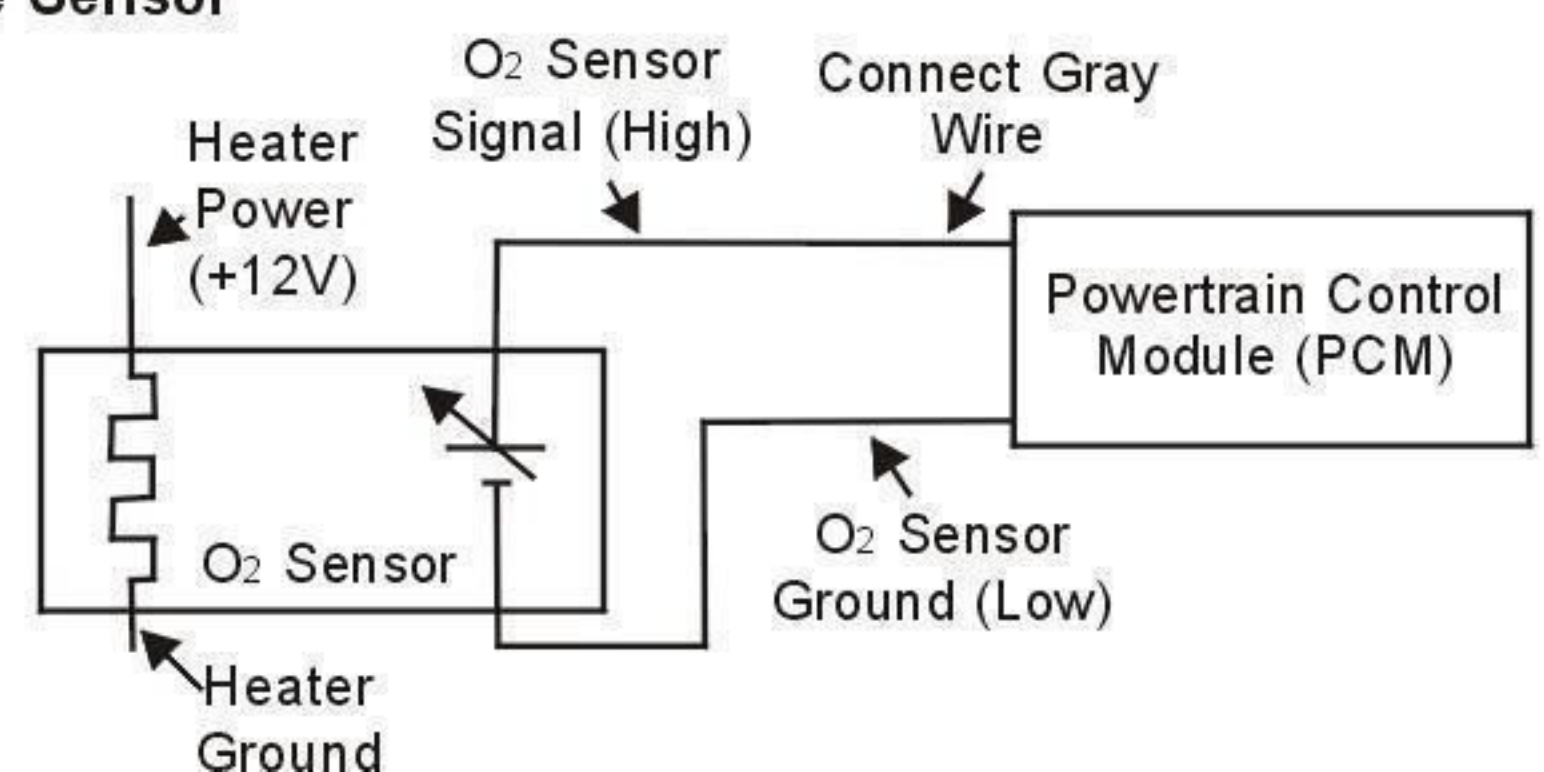 Sensor
O2 Sensor
Signal (High)
Connect Gray
Wire
Heater
Power
(+12V)
Powertrain Control
Module (PCM)
O2 Sensor
O2 Sensor
Ground (Low)
Heater
Ground